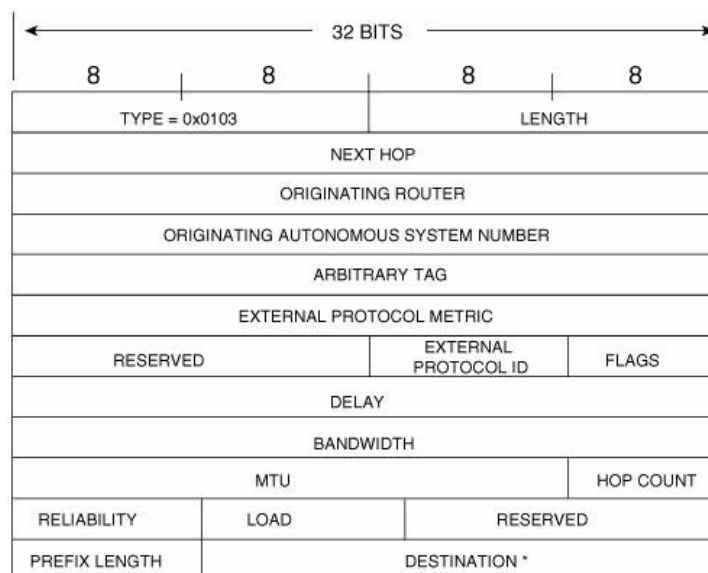 32 BITS
8 8 8 8
TYPE = 0x0103 LENGTH
NEXT HOP
ORIGINATING ROUTER
ORIGINATING AUTONOMOUS SYSTEM NUMBER
ARBITRARY TAG
EXTERNAL PROTOCOL METRIC
RESERVED EXTERNAL PROTOCOL ID FLAGS
DELAY
BANDWIDTH
MTU HOP COUNT
RELIABILITY LOAD RESERVED
PREFIX LENGTH DESTINATION *